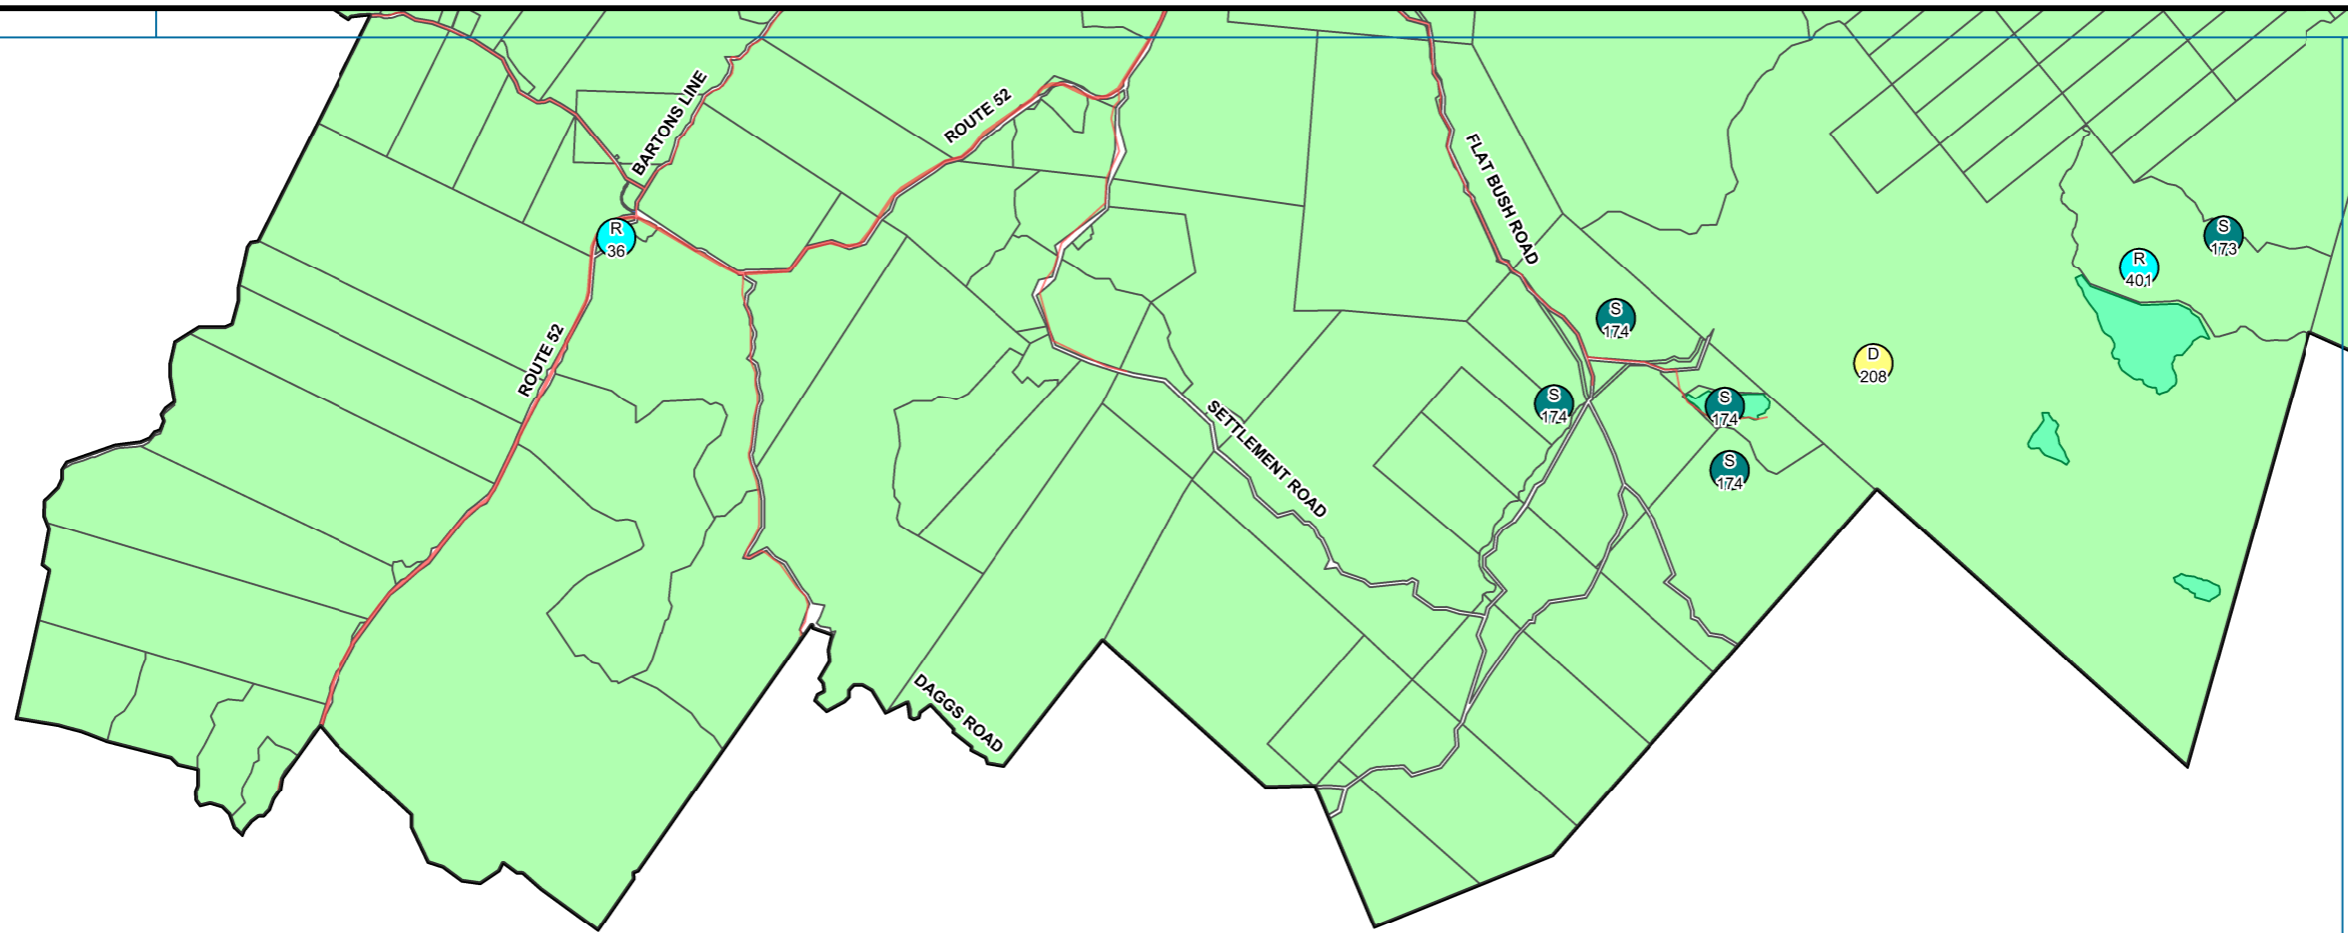 BARTONS LINE
ROUTE 52
FLAT BUSH ROAD
R
36
S
173
R
401
S
174
D
208
ROUTE 52
S
174
S
174
SETTLEMENT ROAD
S
174
DAGGS ROAD